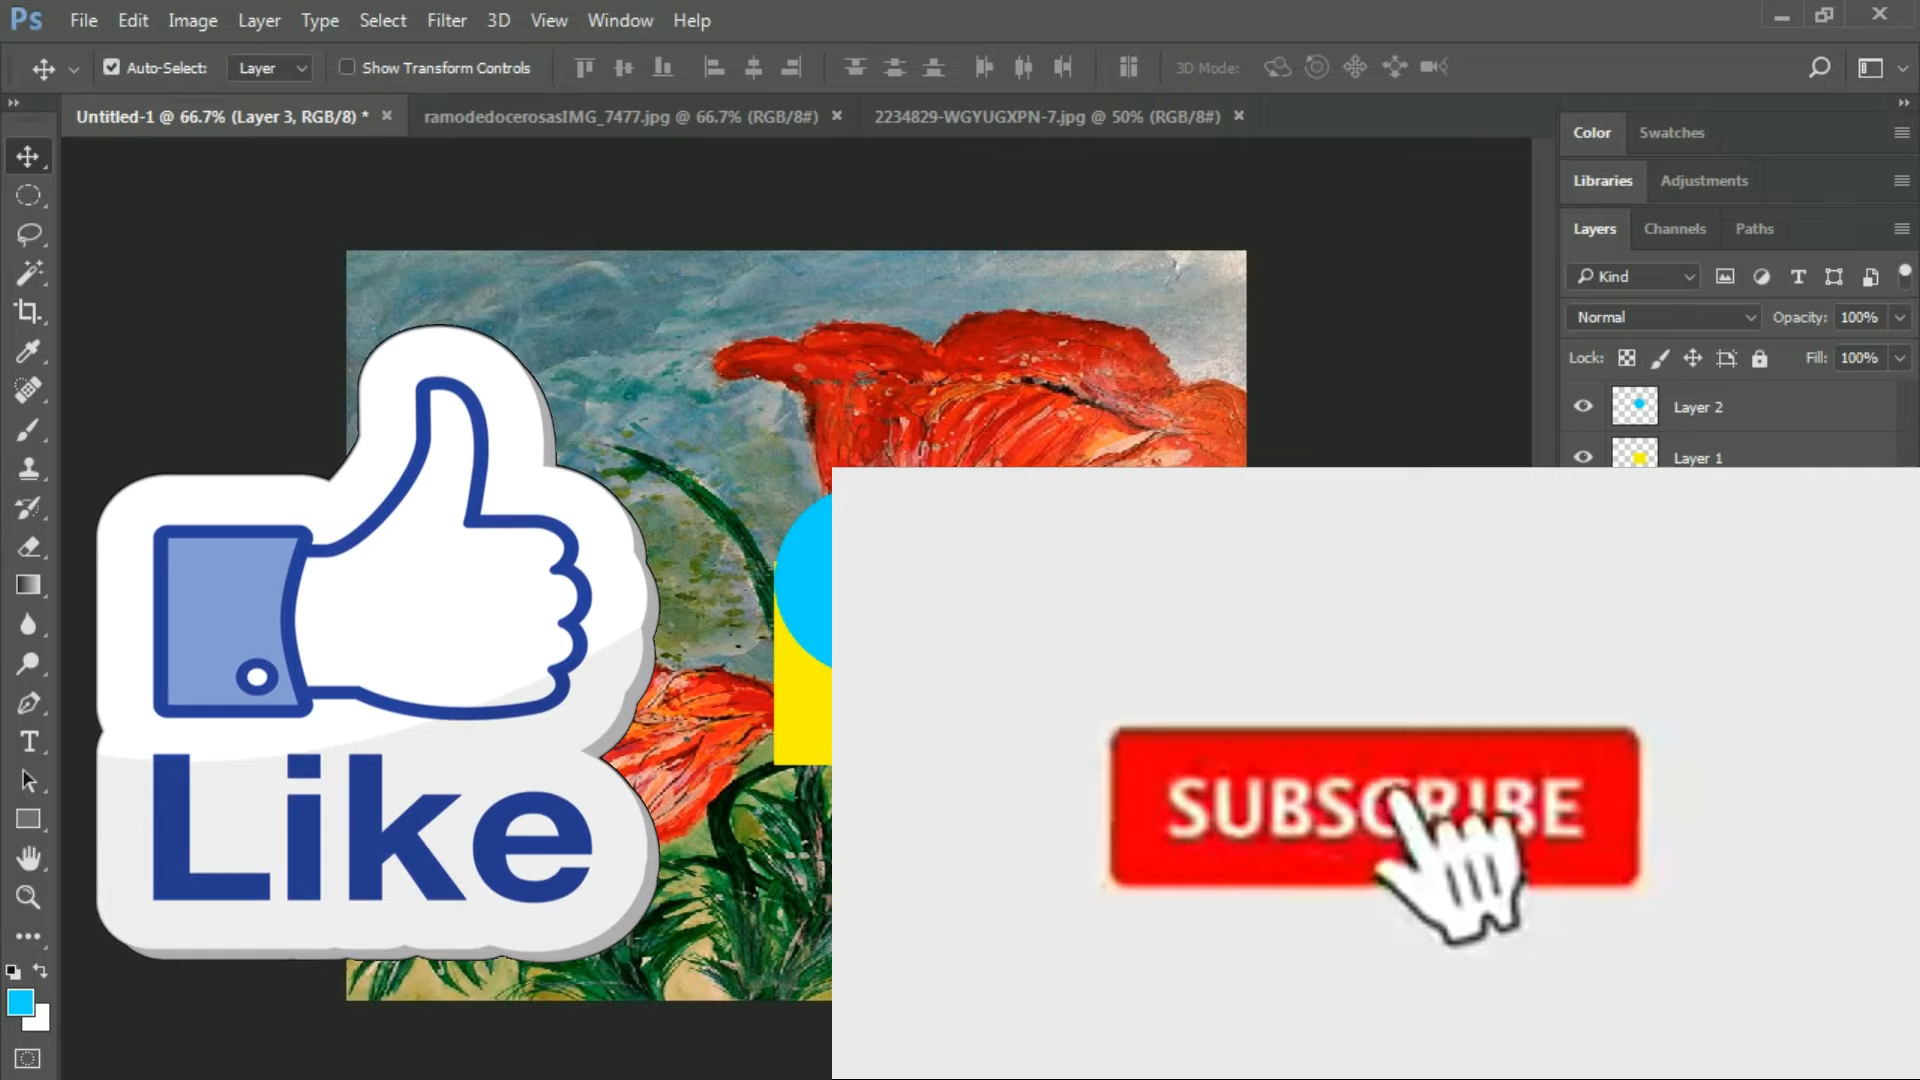 Ps File Edit Image Layer Type Select Filter 3D View Window Help
Auto-Select: Layer Show Transform Controls 3D Mode:
Untitled-1 @ 66.7% (Layer 3, RGB/8) * ramodedocerosasIMG_7477.jpg @ 66.7% (RGB/8#) 2234829-WGYUGXPN-7.jpg @ 50% (RGB/8#)
Color Swatches
Libraries Adjustments
Layers Channels Paths
Kind
Normal Opacity: 100%
Lock: Fill: 100%
Layer 2
Layer 1
SUBSCRIBE
Like